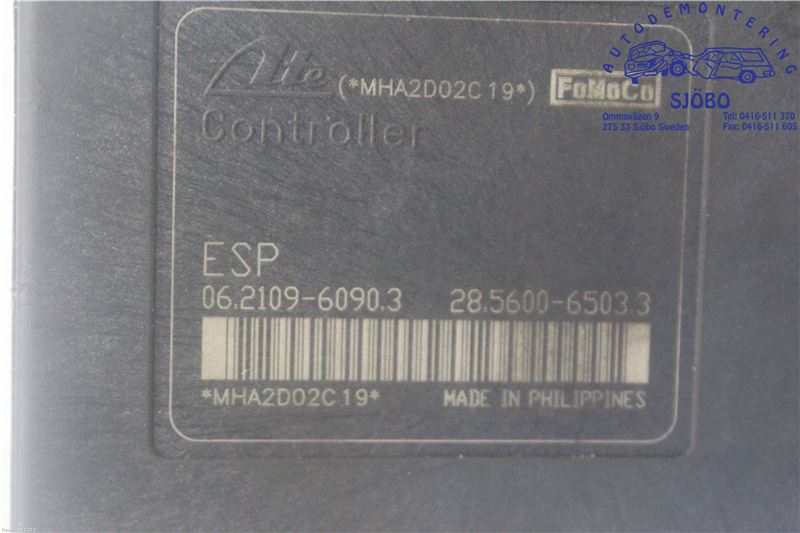 Ate (*MHA2D02C19*) FoMoCo
Controller
ESP
06.2109-6090.3 28.5600-6503.3
*MHA2D02C19* MADE IN PHILIPPINES
AUTODEMONTERING
SJÖBO
Ommavägen 9 Tel: 0416-511 370
275 33 Sjöbo Sweden Fax: 0416-511 605